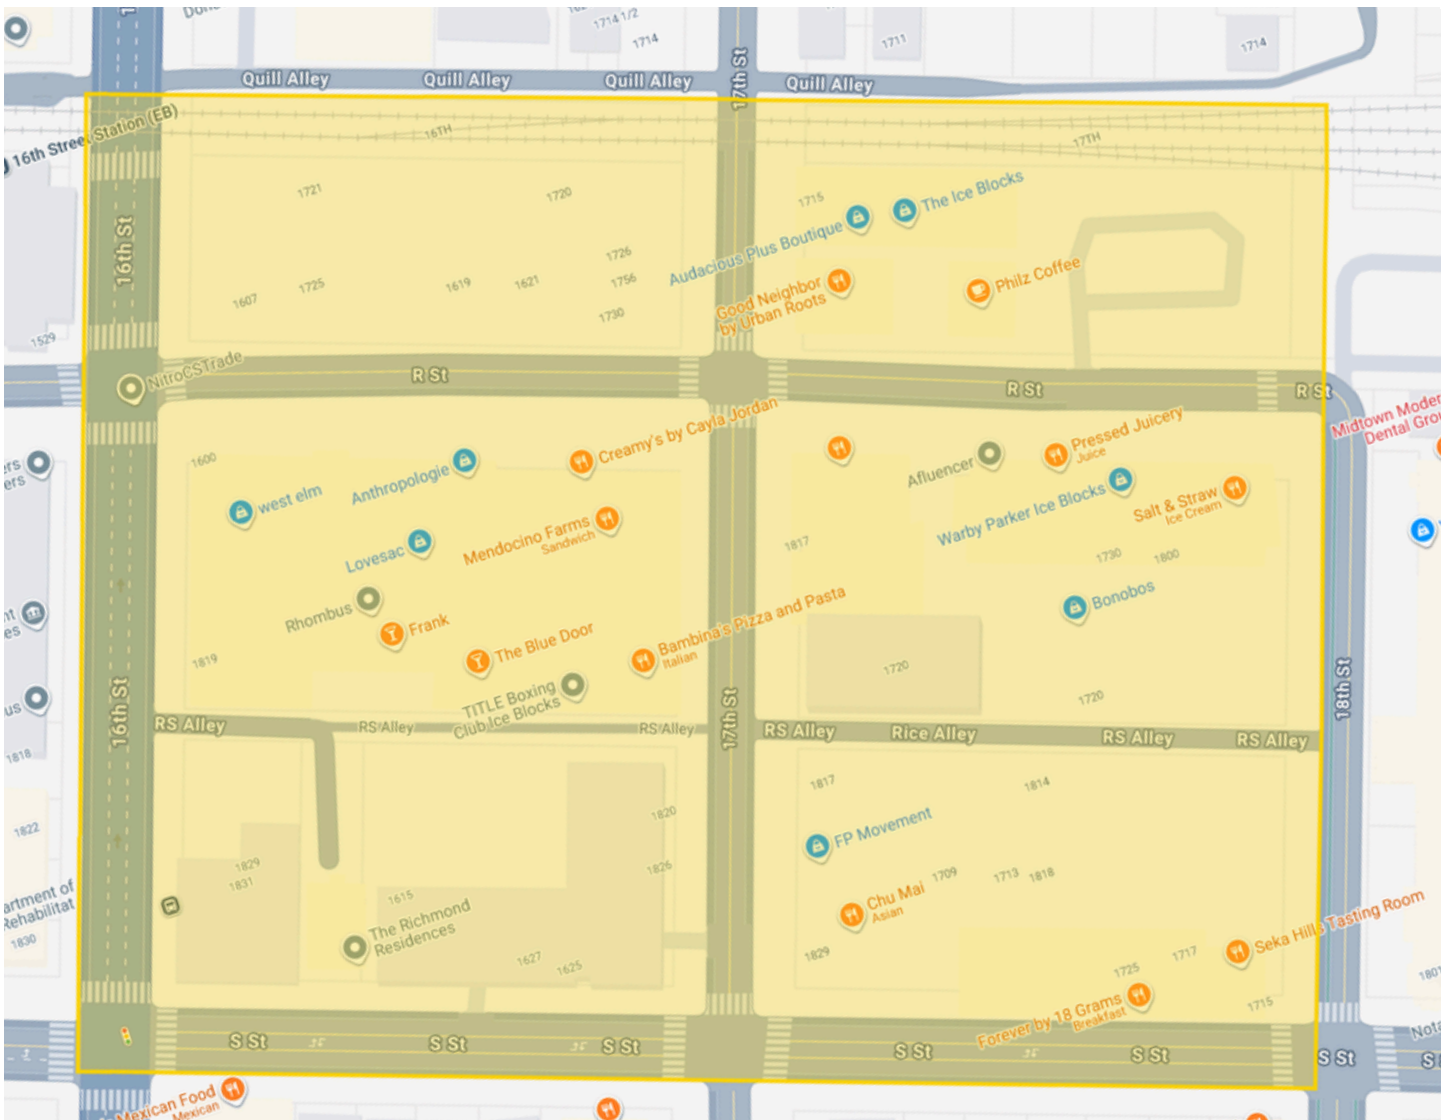 1714 1/2
1714
1711
1714
17th St
Quill Alley
Quill Alley
Quill Alley
Quill Alley
16th Street Station (EB)
16TH
17TH
1721
1720
1715
The Ice Blocks
Audacious Plus Boutique
16th St
1726
1607
1725
1619
1621
1756
1730
Good Neighbor
by Urban Roots
Philz Coffee
1529
NitroCSTrade
R St
R St
R St
Midtown Moder
Dental Gro
1600
west elm
Anthropologie
Creamy's by Cayla Jordan
Afluencer
Pressed Juicery
Juice
Warby Parker Ice Blocks
Salt & Straw
Ice Cream
Lovesac
Mendocino Farms
Sandwich
1817
1730
1800
Rhombus
Frank
The Blue Door
Bambina's Pizza and Pasta
Italian
Bonobos
1819
TITLE Boxing
Club Ice Blocks
1720
1720
16th St
17th St
18th St
RS Alley
RS Alley
RS Alley
RS Alley
Rice Alley
RS Alley
RS Alley
1818
1822
1829
1831
1820
1826
1817
1814
FP Movement
1709
1713
1818
Chu Mai
Asian
artment of
Rehabilitat
1830
1615
The Richmond
Residences
1627
1625
1829
1725
1717
1715
Seka Hills Tasting Room
Forever by 18 Grams
Breakfast
1801
S St
S St
S St
S St
S St
S St
Nota
Mexican Food
Mexican